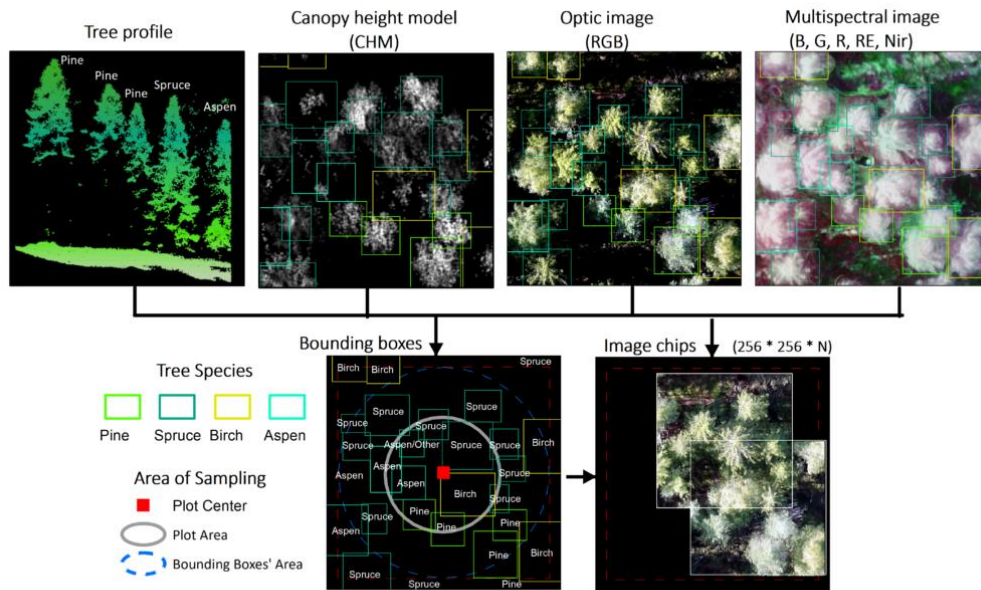 Tree profile
Canopy height model
(CHM)
Optic image
(RGB)
Multispectral image
(B, G, R, RE, Nir)
Pine
Pine
Pine
Spruce
Aspen
Bounding boxes
Image chips (256 * 256 * N)
Tree Species
Pine
Spruce
Birch
Aspen
Area of Sampling
Plot Center
Plot Area
Bounding Boxes' Area
Spruce
Birch
Birch
Spruce
Spruce
Spruce
Spruce
Birch
Spruce
Aspen/Other
Spruce
Spruce
Aspen
Aspen
Spruce
Aspen
Birch
Spruce
Aspen
Spruce
Pine
Pine
Pine
Pine
Birch
Spruce
Pine